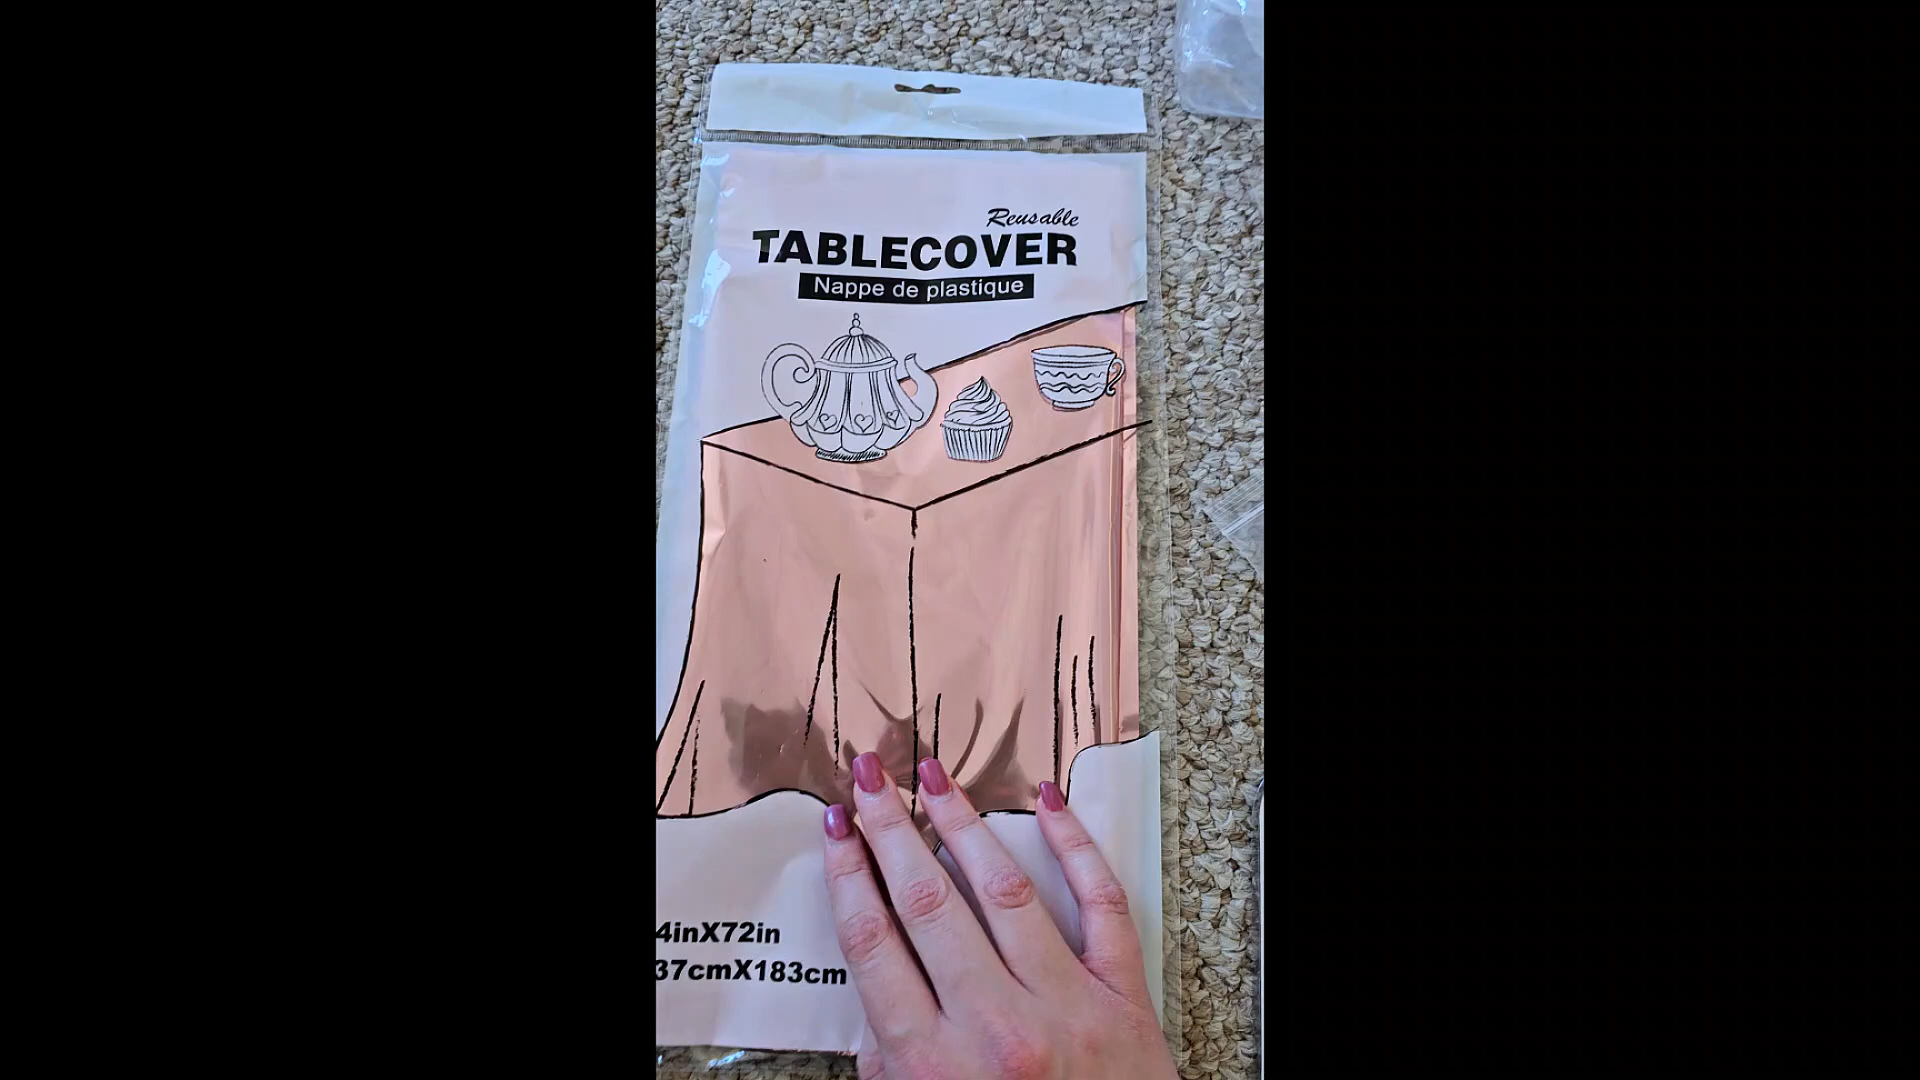 Reusable
TABLECOVER
Nappe de plastique
4inX72in
37cmX183cm